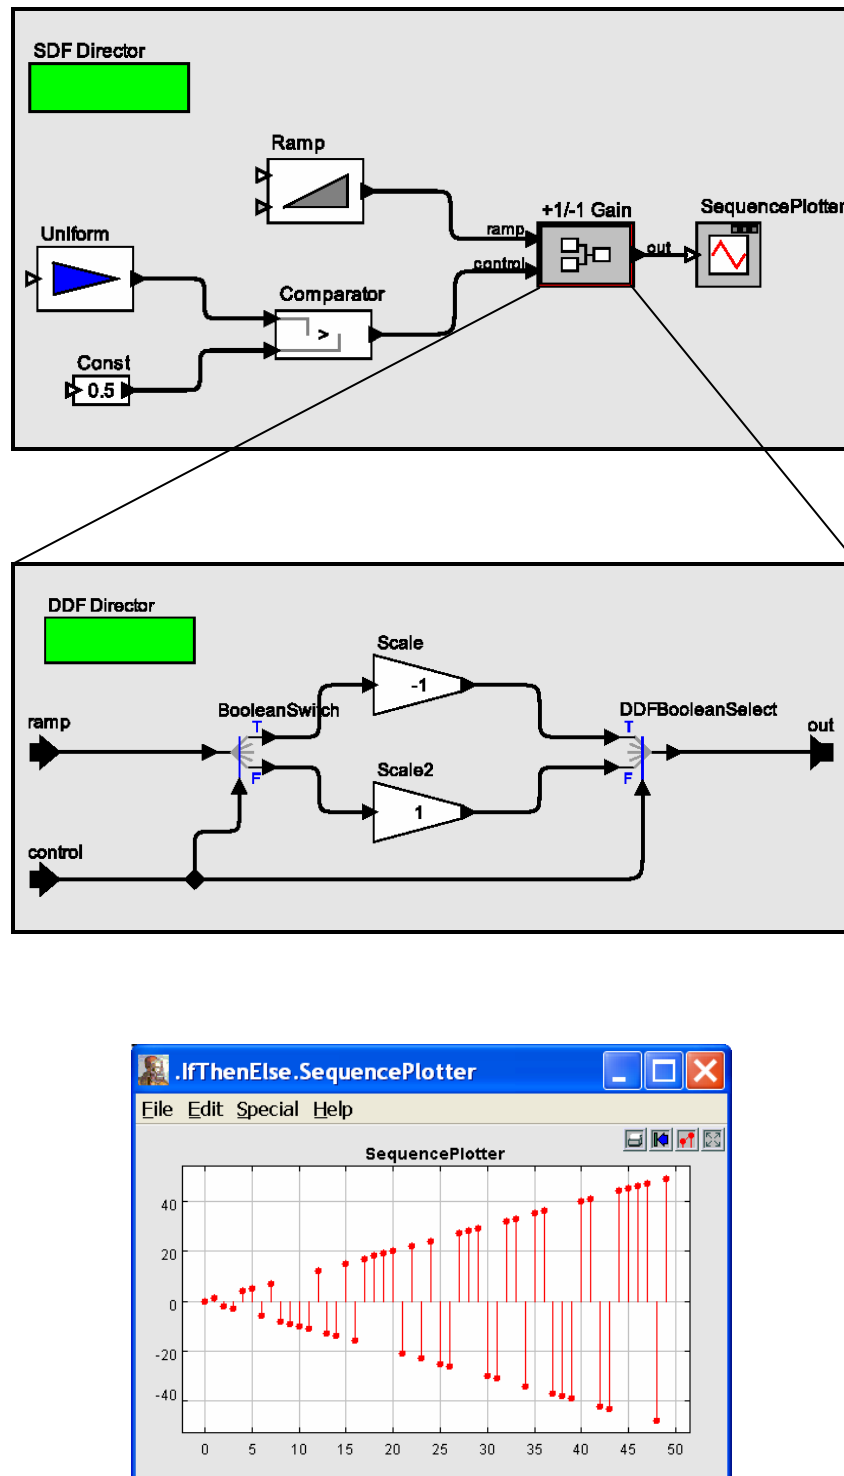 SDF Director
Ramp
+1/-1 Gain
SequencePlotter
ramp
Uniform
out
control
Comparator
>
Const
0.5
DDF Director
Scale
-1
BooleanSwitch
DDFBooleanSelect
ramp
T
T
out
F
F
Scale2
1
control
.IfThenElse.SequencePlotter
File Edit Special Help
SequencePlotter
40
20
0
-20
-40
0 5 10 15 20 25 30 35 40 45 50